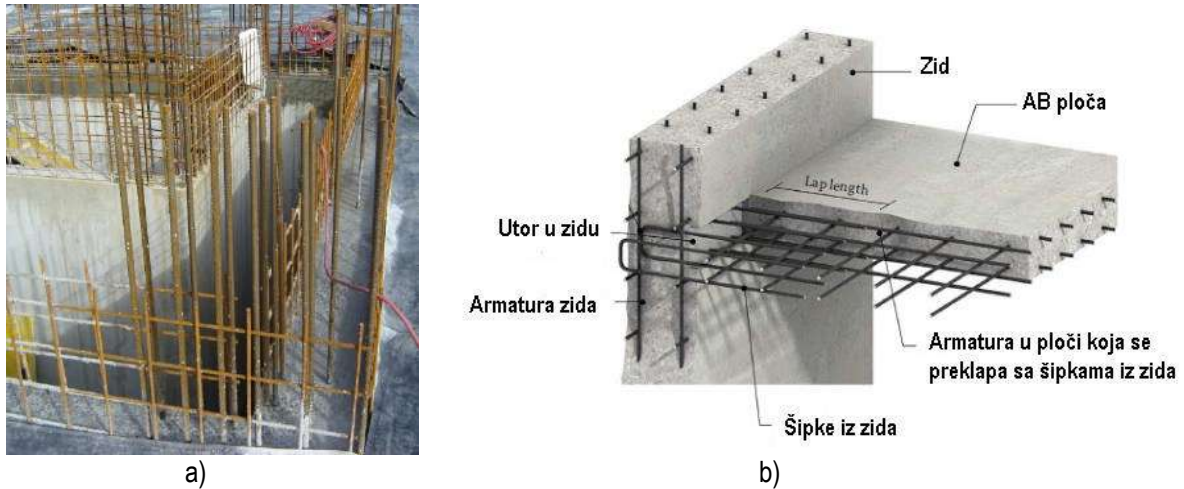 Zid
AB ploča
Lap length
Utor u zidu
Armatura zida
Armatura u ploči koja se
preklapa sa šipkama iz zida
Šipke iz zida
a)
b)